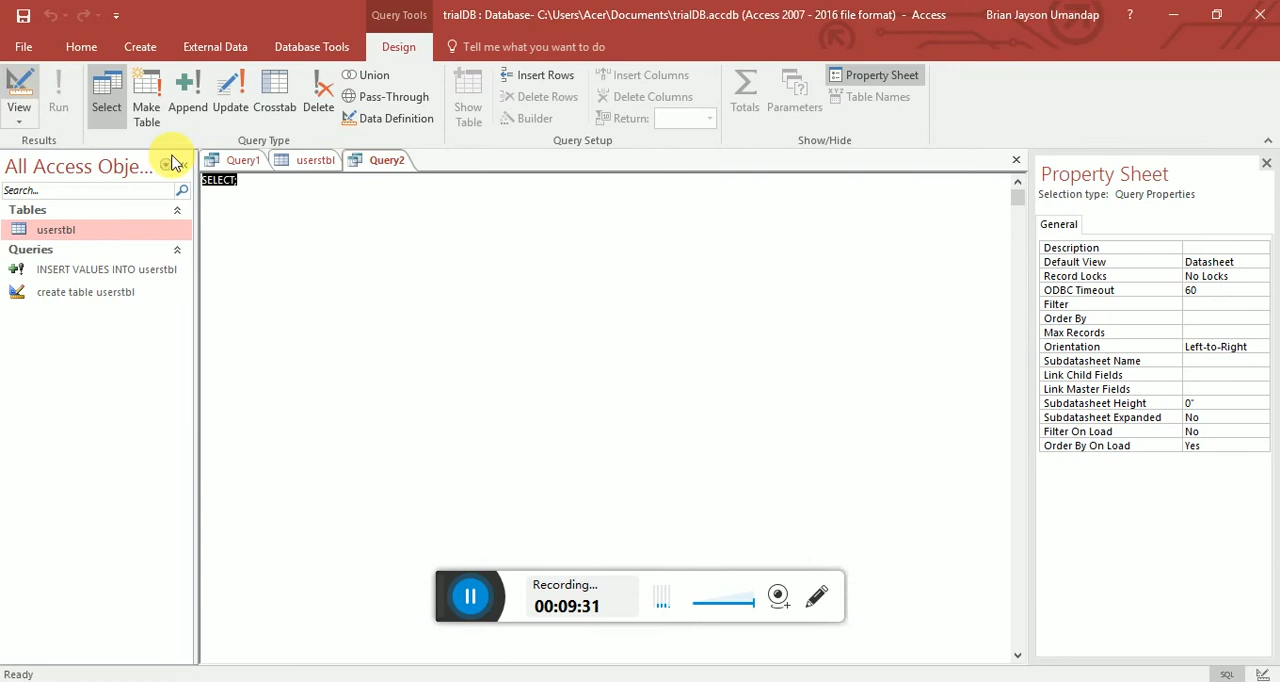 Query Tools
trialDB : Database- C:\Users\Acer\Documents\trialDB.accdb (Access 2007 - 2016 file format) - Access
Brian Jayson Umandap
?
File
Home
Create
External Data
Database Tools
Design
Tell me what you want to do
View
Run
Select
Make Table
Append
Update
Crosstab
Delete
Union
Pass-Through
Data Definition
Show Table
Insert Rows
Delete Rows
Builder
Insert Columns
Delete Columns
Return:
Totals
Parameters
Property Sheet
Table Names
Results
Query Type
Query Setup
Show/Hide
All Access Obje...
Search...
Tables
userstbl
Queries
INSERT VALUES INTO userstbl
create table userstbl
Query1
userstbl
Query2
SELECT;
Property Sheet
Selection type: Query Properties
General
Description
Default View Datasheet
Record Locks No Locks
ODBC Timeout 60
Filter
Order By
Max Records
Orientation Left-to-Right
Subdatasheet Name
Link Child Fields
Link Master Fields
Subdatasheet Height 0"
Subdatasheet Expanded No
Filter On Load No
Order By On Load Yes
Recording...
00:09:31
Ready
SQL